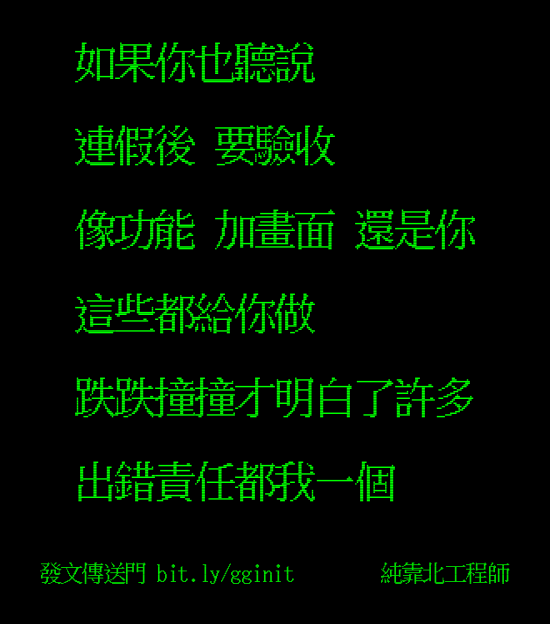 如果你也聽說
連假後 要驗收
像功能 加畫面 還是你
這些都給你做
跌跌撞撞才明白了許多
出錯責任都我一個
發文傳送門 bit.ly/gginit 純靠北工程師